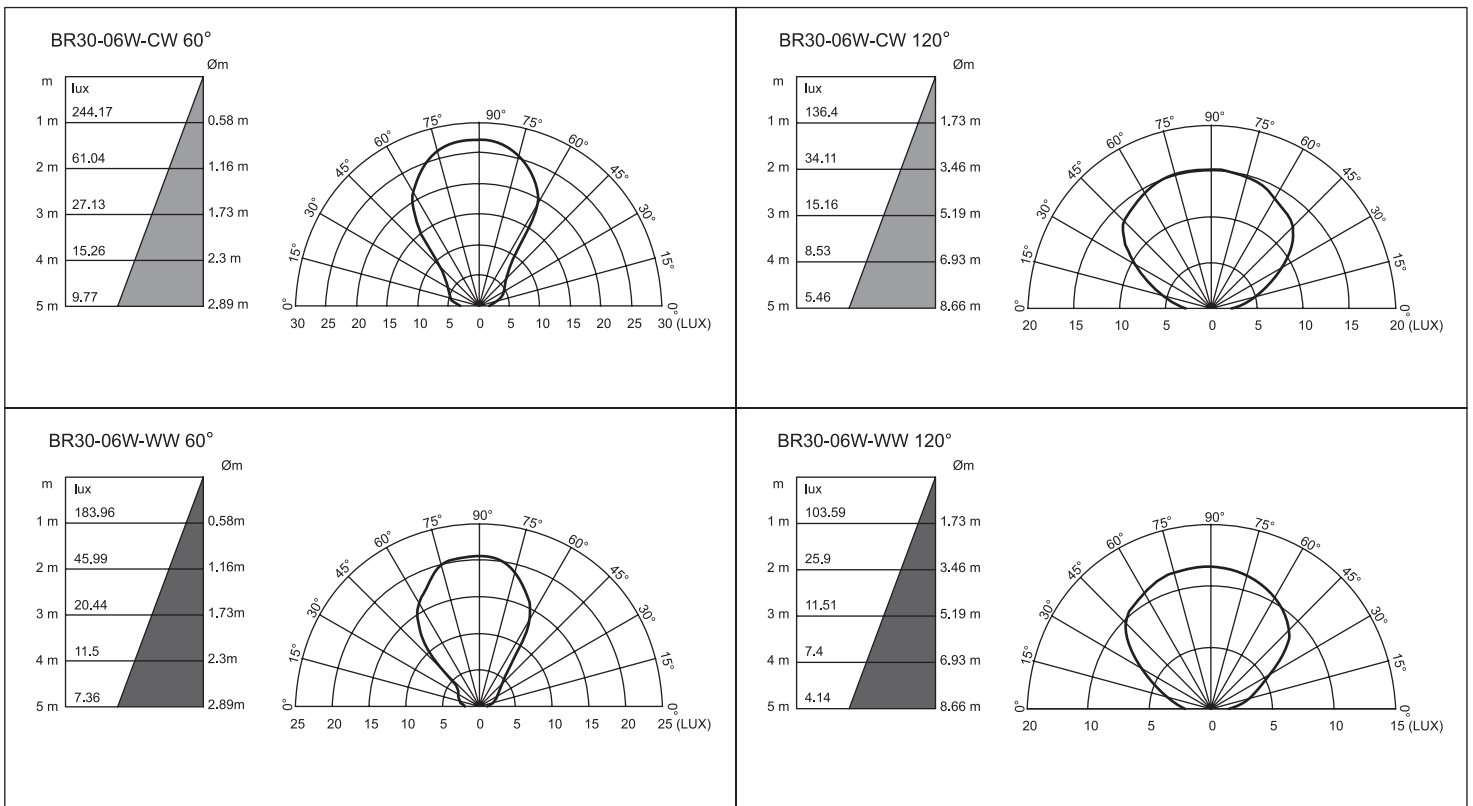 BR30-06W-CW 60°
Øm
m
lux
244.17
1 m
0.58 m
61.04
2 m
1.16 m
27.13
3 m
1.73 m
15.26
4 m
2.3 m
9.77
5 m
2.89 m
0° 15° 30° 45° 60° 75° 90° 75° 60° 45° 30° 15° 0°
30 25 20 15 10 5 0 5 10 15 20 25 30 (LUX)
BR30-06W-CW 120°
Øm
m
lux
136.4
1 m
1.73 m
34.11
2 m
3.46 m
15.16
3 m
5.19 m
8.53
4 m
6.93 m
5.46
5 m
8.66 m
0° 15° 30° 45° 60° 75° 90° 75° 60° 45° 30° 15° 0°
20 15 10 5 0 5 10 15 20 (LUX)
BR30-06W-WW 60°
Øm
m
lux
183.96
1 m
0.58m
45.99
2 m
1.16m
20.44
3 m
1.73m
11.5
4 m
2.3m
7.36
5 m
2.89m
0° 15° 30° 45° 60° 75° 90° 75° 60° 45° 30° 15° 0°
25 20 15 10 5 0 5 10 15 20 25 (LUX)
BR30-06W-WW 120°
Øm
m
lux
103.59
1 m
1.73 m
25.9
2 m
3.46 m
11.51
3 m
5.19 m
7.4
4 m
6.93 m
4.14
5 m
8.66 m
0° 15° 30° 45° 60° 75° 90° 75° 60° 45° 30° 15° 0°
20 10 5 0 5 10 15 (LUX)